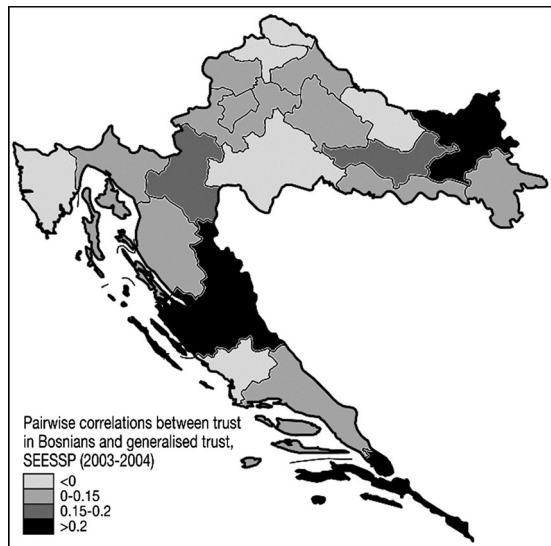 Pairwise correlations between trust
in Bosnians and generalised trust,
SEESSP (2003-2004)
<0
0-0.15
0.15-0.2
>0.2